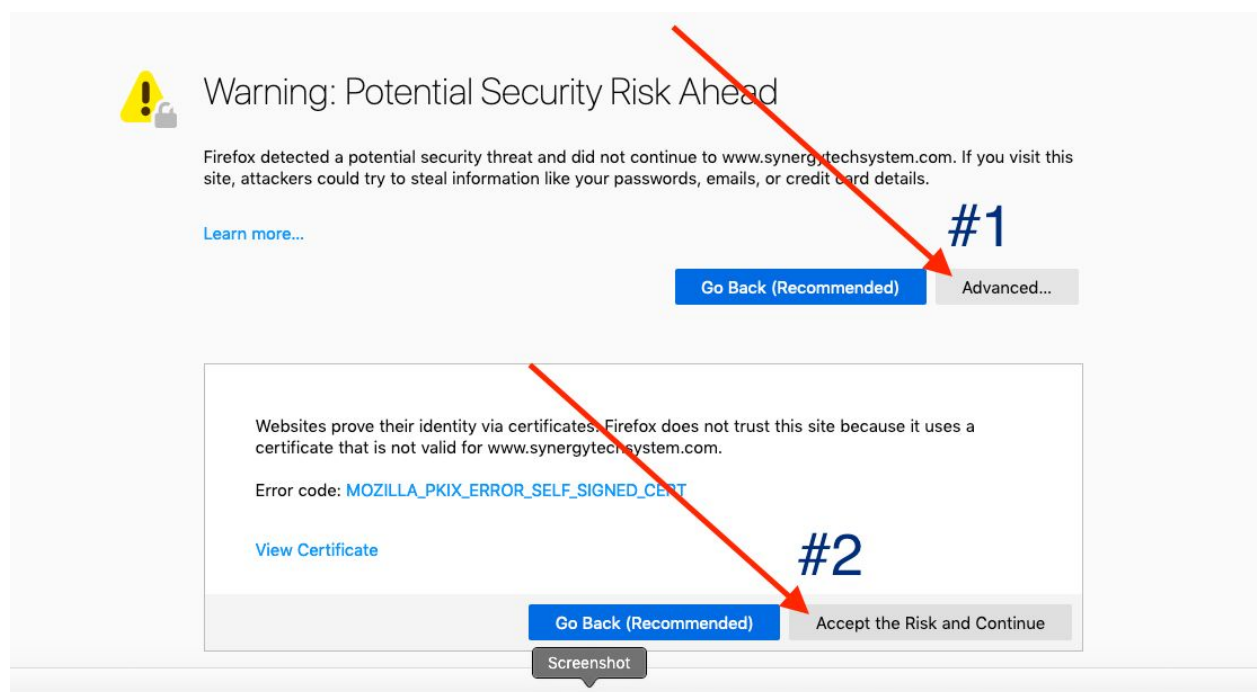 Warning: Potential Security Risk Ahead
Firefox detected a potential security threat and did not continue to www.synergytechsystem.com. If you visit this
site, attackers could try to steal information like your passwords, emails, or credit card details.
Learn more...
#1
Go Back (Recommended)
Advanced...
Websites prove their identity via certificates. Firefox does not trust this site because it uses a
certificate that is not valid for www.synergytechsystem.com.
Error code: MOZILLA_PKIX_ERROR_SELF_SIGNED_CERT
View Certificate
#2
Go Back (Recommended)
Accept the Risk and Continue
Screenshot